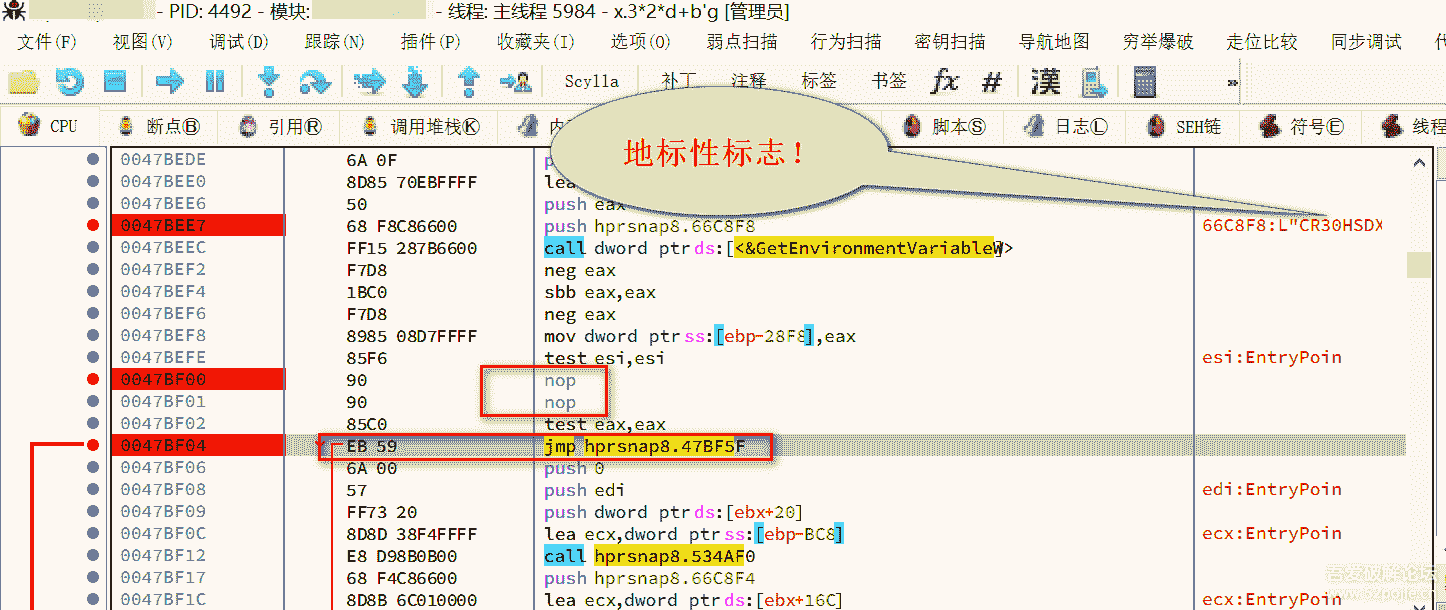 - PID: 4492 - 模块: - 线程: 主线程 5984 - x.3*2*d+b'g [管理员]
文件(F) 视图(V) 调试(D) 跟踪(N) 插件(P) 收藏夹(I) 选项(O) 弱点扫描 行为扫描 密钥扫描 导航地图 穷举爆破 走位比较 同步调试
Scylla 补丁 注释 标签 书签 fx # 漢 »
CPU 断点Ⓑ 引用Ⓡ 调用堆栈Ⓚ 脚本Ⓢ 日志Ⓛ SEH链 符号Ⓔ 线程
地标性标志!
0047BEDE 6A 0F
0047BEE0 8D85 70EBFFFF lea
0047BEE6 50 push eax
0047BEE7 68 F8C86600 push hprsnap8.66C8F8 66C8F8:L"CR30HSDX
0047BEEC FF15 287B6600 call dword ptr ds:[<&GetEnvironmentVariableW>
0047BEF2 F7D8 neg eax
0047BEF4 1BC0 sbb eax,eax
0047BEF6 F7D8 neg eax
0047BEF8 8985 08D7FFFF mov dword ptr ss:[ebp-28F8],eax
0047BEFE 85F6 test esi,esi esi:EntryPoin
0047BF00 90 nop
0047BF01 90 nop
0047BF02 85C0 test eax,eax
0047BF04 EB 59 jmp hprsnap8.47BF5F
0047BF06 6A 00 push 0
0047BF08 57 push edi edi:EntryPoin
0047BF09 FF73 20 push dword ptr ds:[ebx+20]
0047BF0C 8D8D 38F4FFFF lea ecx,dword ptr ss:[ebp-BC8] ecx:EntryPoin
0047BF12 E8 D98B0B00 call hprsnap8.534AF0
0047BF17 68 F4C86600 push hprsnap8.66C8F4
0047BF1C 8D8B 6C010000 lea ecx,dword ptr ds:[ebx+16C] ecx:EntryPoin
吾爱破解论坛
www.52pojie.cn